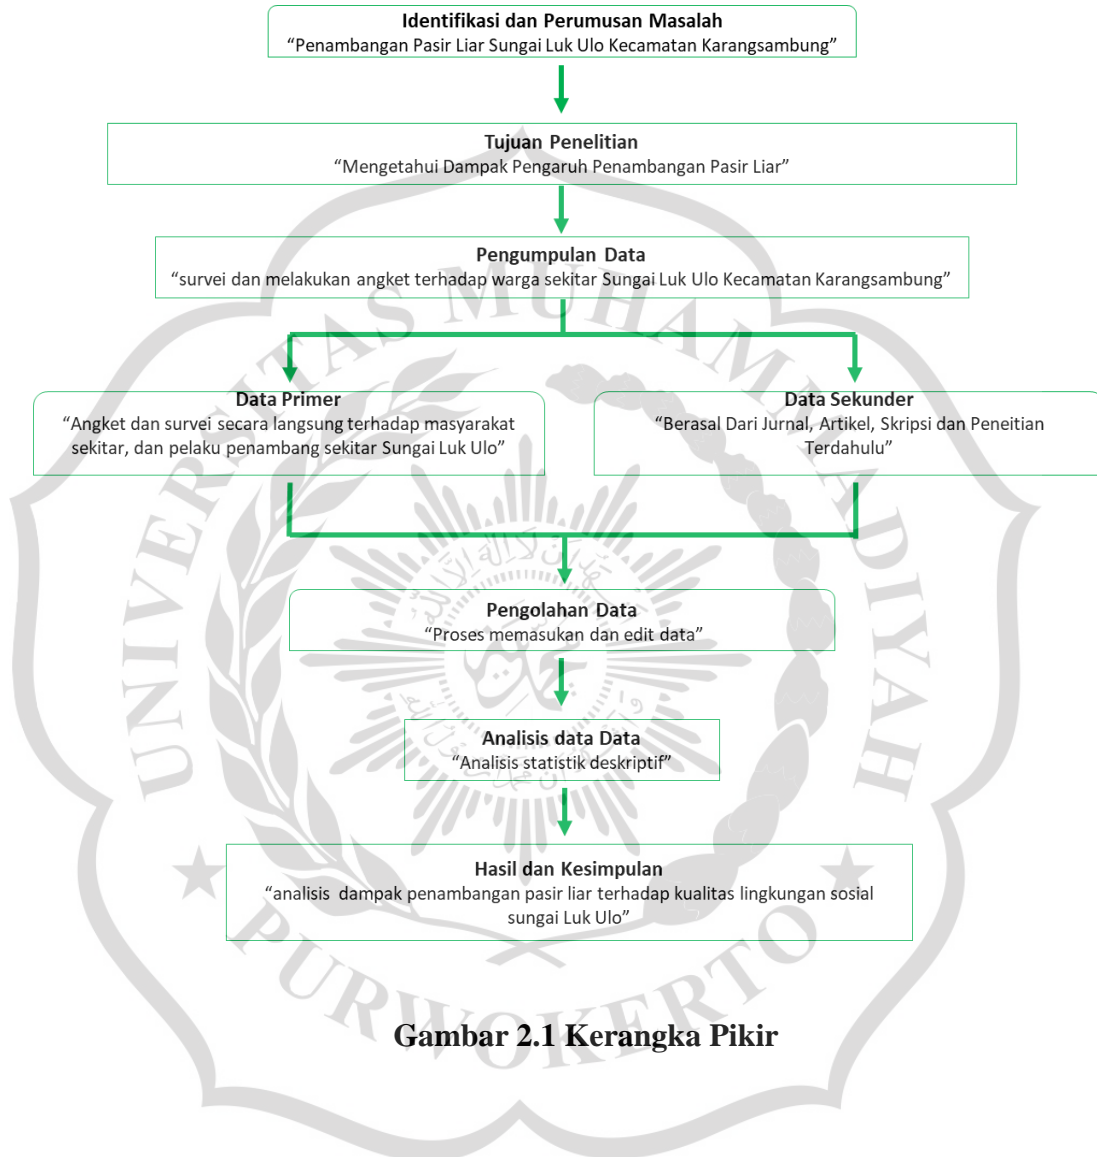 Identifikasi dan Perumusan Masalah
“Penambangan Pasir Liar Sungai Luk Ulo Kecamatan Karangsambung”
Tujuan Penelitian
“Mengetahui Dampak Pengaruh Penambangan Pasir Liar”
Pengumpulan Data
“survei dan melakukan angket terhadap warga sekitar Sungai Luk Ulo Kecamatan Karangsambung”
Data Primer
“Angket dan survei secara langsung terhadap masyarakat
sekitar, dan pelaku penambang sekitar Sungai Luk Ulo”
Data Sekunder
“Berasal Dari Jurnal, Artikel, Skripsi dan Peneitian
Terdahulu”
Pengolahan Data
“Proses memasukan dan edit data”
Analisis data Data
“Analisis statistik deskriptif”
Hasil dan Kesimpulan
“analisis dampak penambangan pasir liar terhadap kualitas lingkungan sosial
sungai Luk Ulo”
Gambar 2.1 Kerangka Pikir
UNIVERSITAS MUHAMMADIYAH
PURWOKERTO